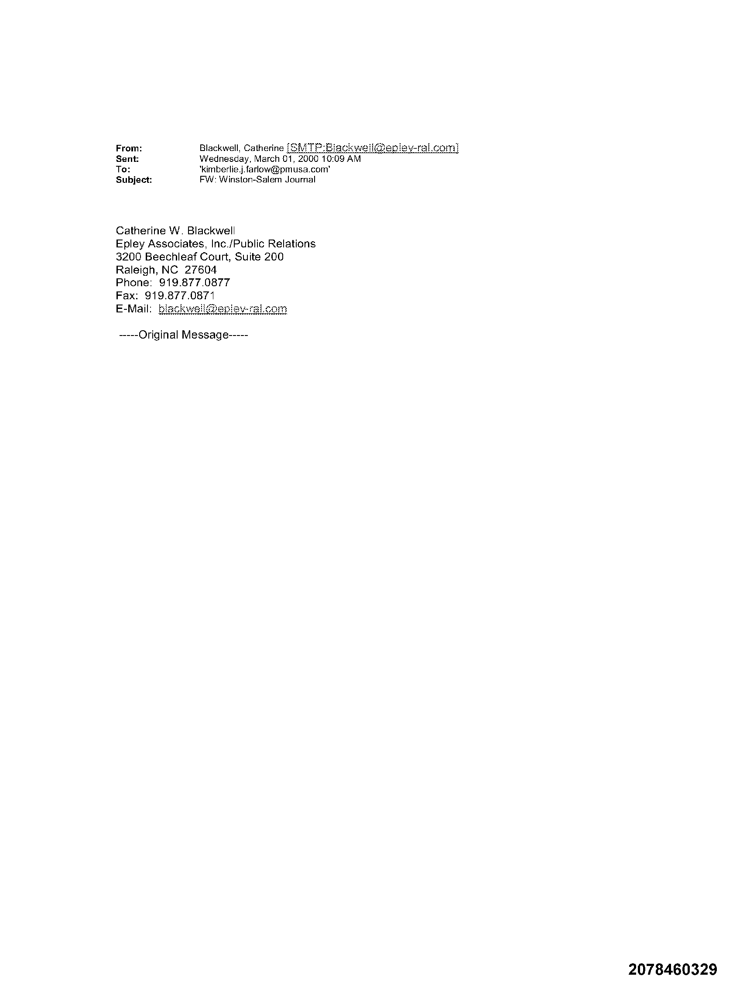 From: Blackwell, Catherine [SMTP:Blackwell@epley-ral.com]
Sent: Wednesday, March 01, 2000 10:09 AM
To: 'kimberlie.j.farlow@pmusa.com'
Subject: FW: Winston-Salem Journal
Catherine W. Blackwell
Epley Associates, Inc./Public Relations
3200 Beechleaf Court, Suite 200
Raleigh, NC 27604
Phone: 919.877.0877
Fax: 919.877.0871
E-Mail: blackwell@epley-ral.com
-----Original Message-----
2078460329